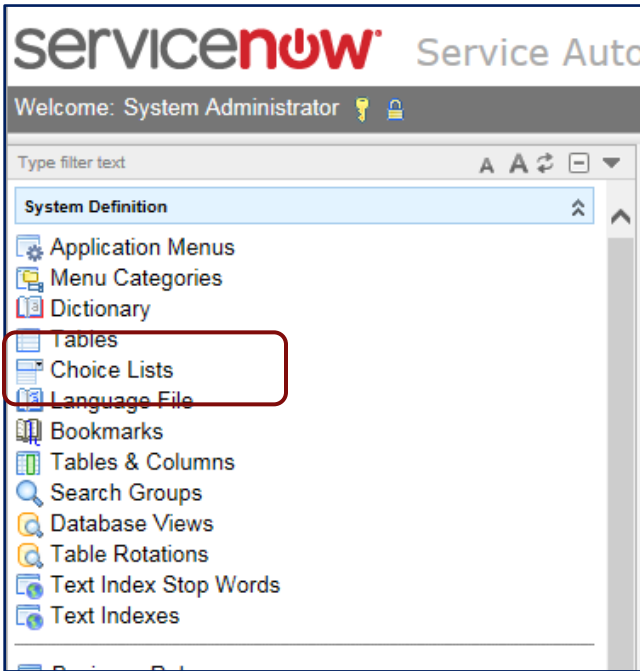 servicenow Service Auto
Welcome: System Administrator
Type filter text A A
System Definition
Application Menus
Menu Categories
Dictionary
Tables
Choice Lists
Language File
Bookmarks
Tables & Columns
Search Groups
Database Views
Table Rotations
Text Index Stop Words
Text Indexes